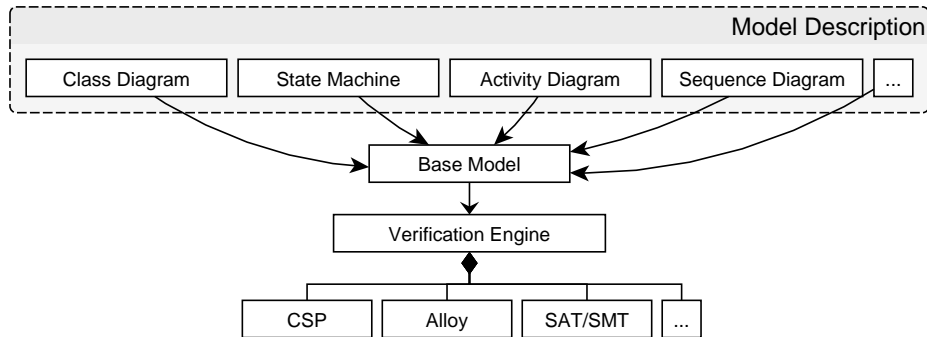 Model Description
Class Diagram
State Machine
Activity Diagram
Sequence Diagram
...
Base Model
Verification Engine
CSP
Alloy
SAT/SMT
...